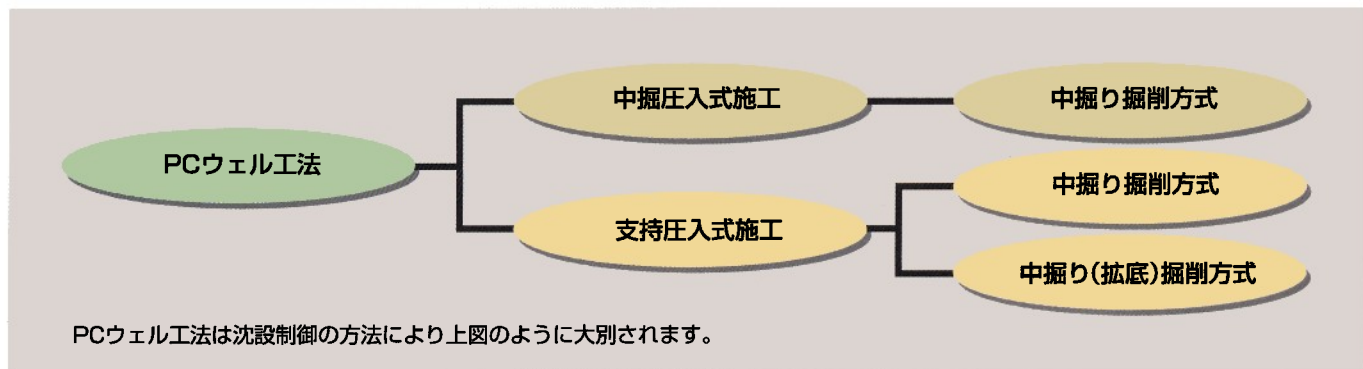 中掘圧入式施工
中掘り掘削方式
PCウェル工法
中掘り掘削方式
支持圧入式施工
中掘り(拡底)掘削方式
PCウェル工法は沈設制御の方法により上図のように大別されます。